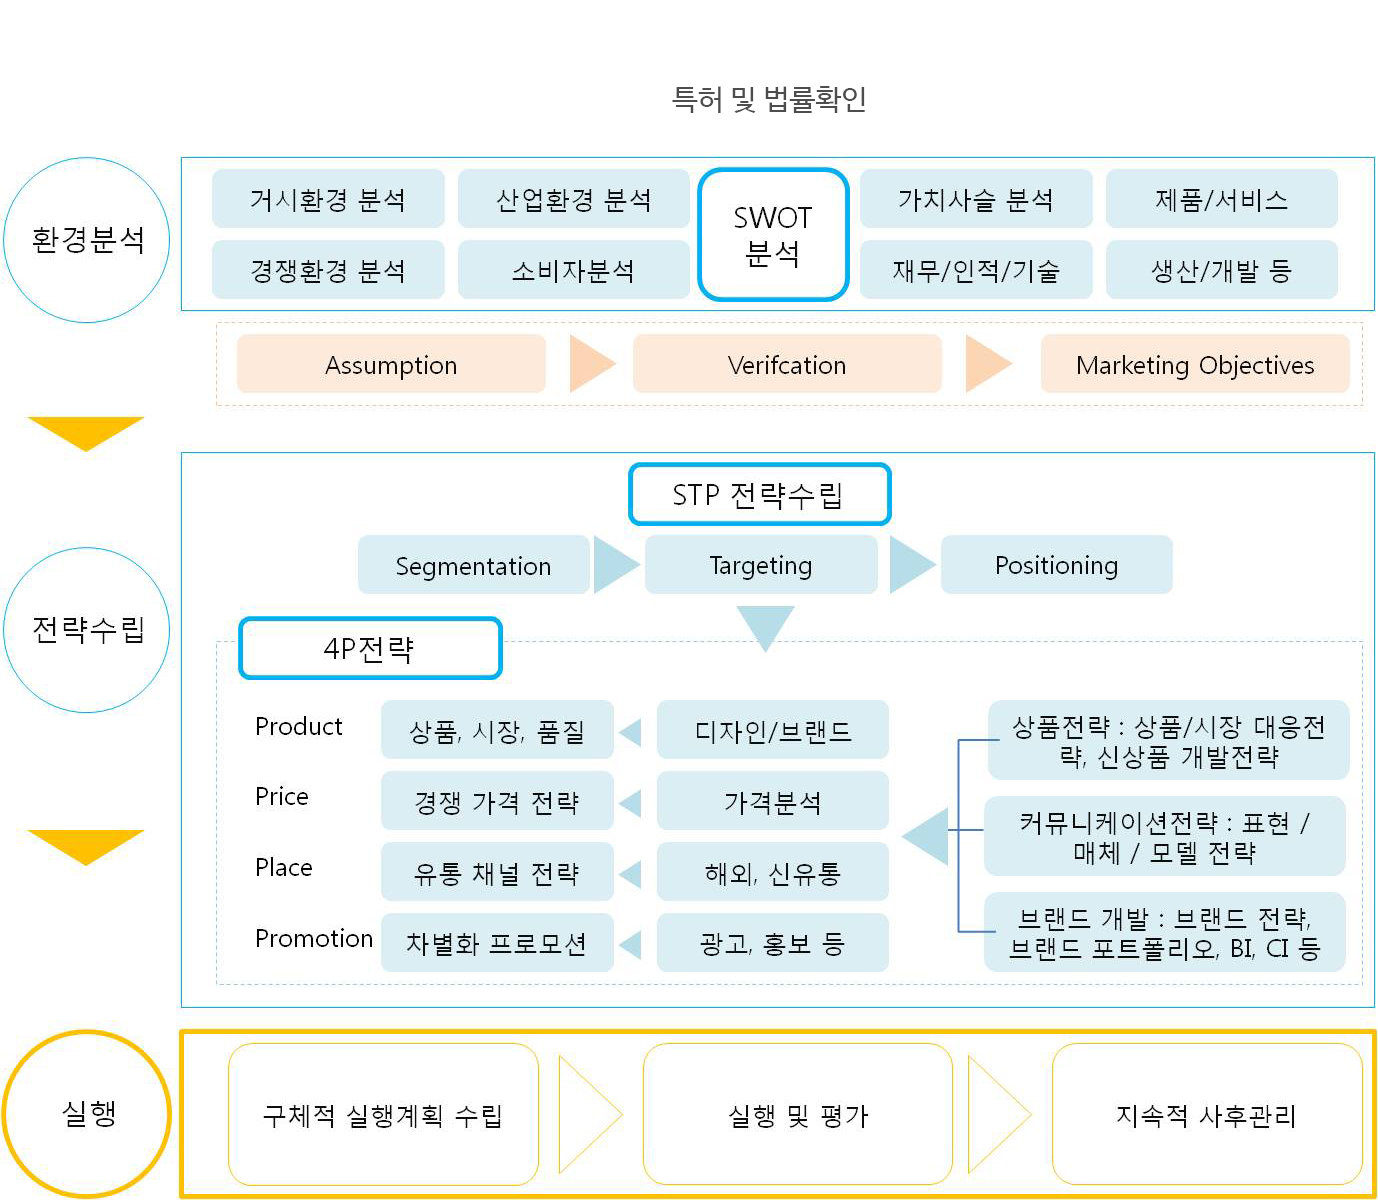 특허 및 법률확인
환경분석
거시환경 분석
산업환경 분석
SWOT
분석
가치사슬 분석
제품/서비스
경쟁환경 분석
소비자분석
재무/인적/기술
생산/개발 등
Assumption
Verifcation
Marketing Objectives
전략수립
STP 전략수립
Segmentation
Targeting
Positioning
4P전략
Product
상품, 시장, 품질
디자인/브랜드
Price
경쟁 가격 전략
가격분석
Place
유통 채널 전략
해외, 신유통
Promotion
차별화 프로모션
광고, 홍보 등
상품전략 : 상품/시장 대응전
략, 신상품 개발전략
커뮤니케이션전략 : 표현 /
매체 / 모델 전략
브랜드 개발 : 브랜드 전략,
브랜드 포트폴리오, BI, CI 등
실행
구체적 실행계획 수립
실행 및 평가
지속적 사후관리